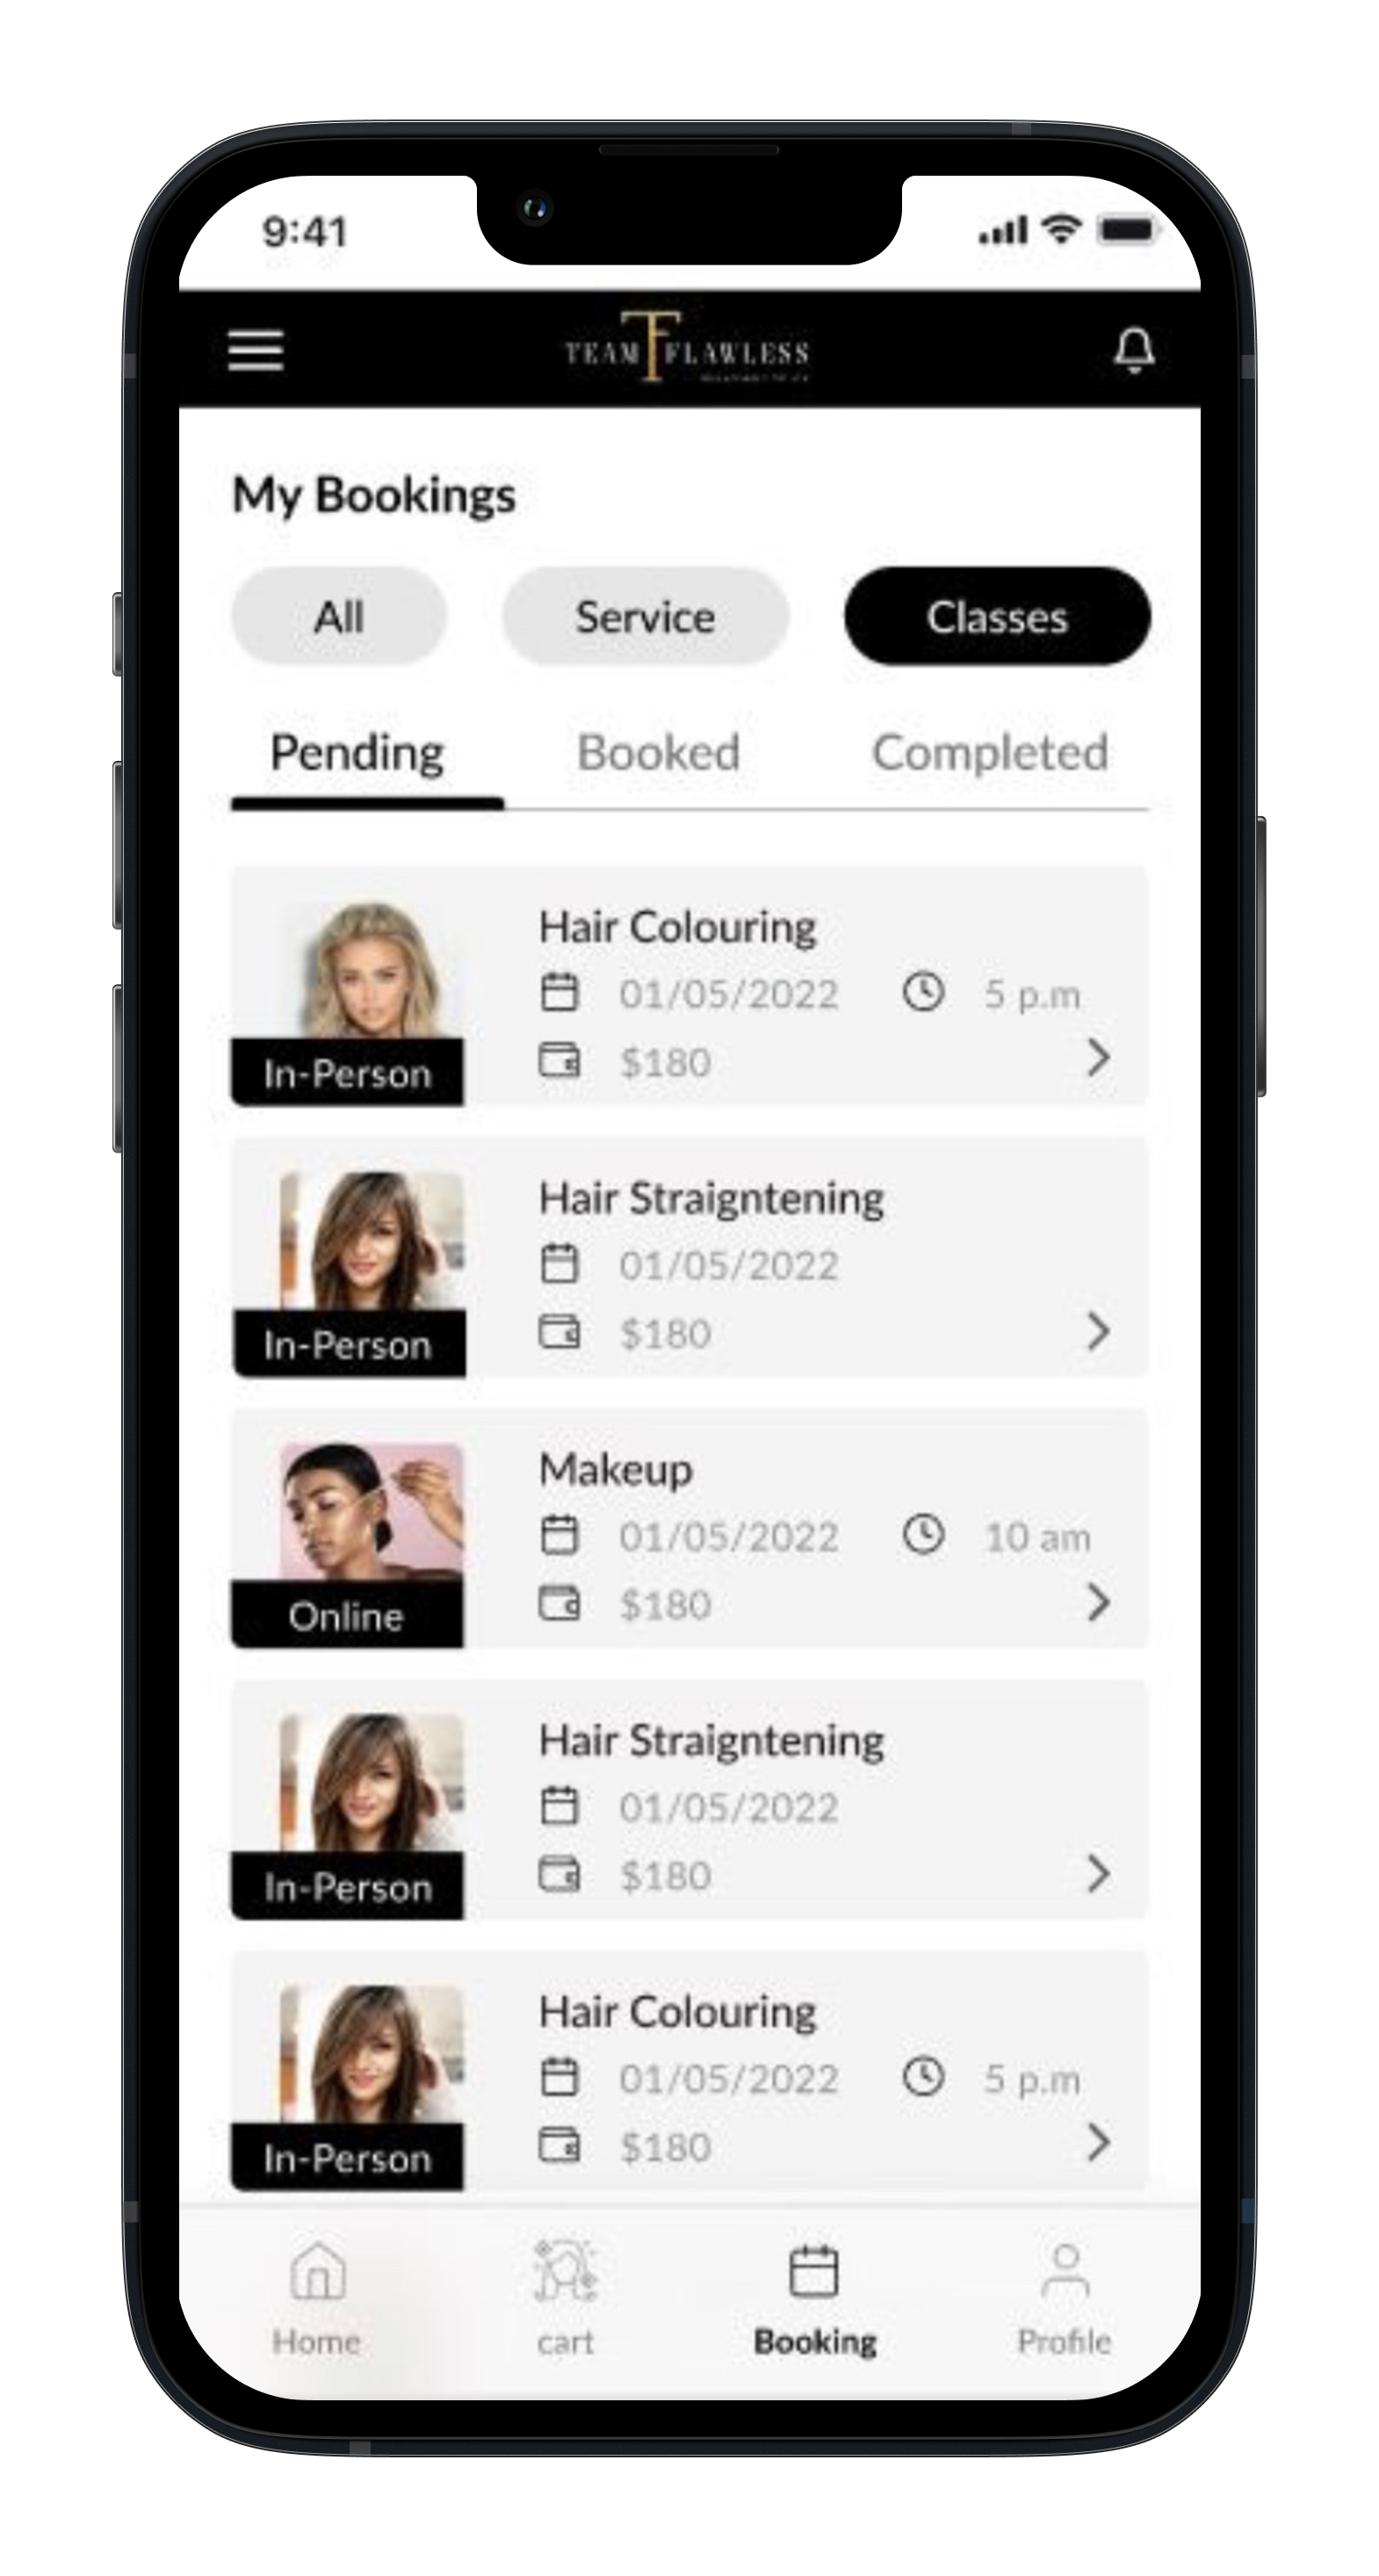 9:41
TEAM FLAWLESS
My Bookings
All Service Classes
Pending Booked Completed
Hair Colouring
01/05/2022 5 p.m
$180
In-Person
Hair Straigntening
01/05/2022
$180
In-Person
Makeup
01/05/2022 10 am
$180
Online
Hair Straigntening
01/05/2022
$180
In-Person
Hair Colouring
01/05/2022 5 p.m
$180
In-Person
Home cart Booking Profile